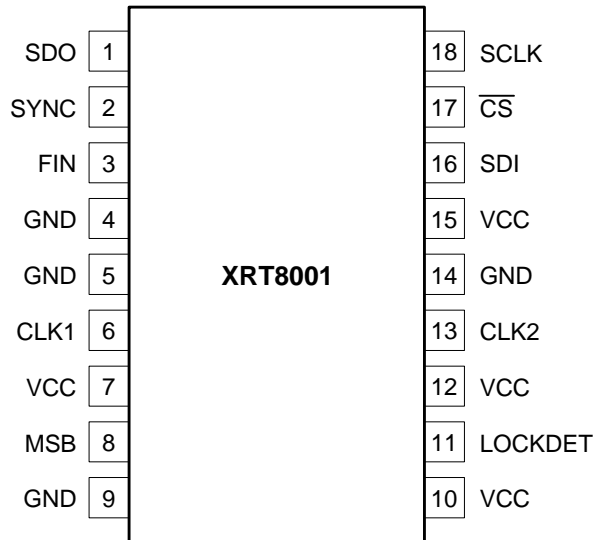 SDO 1 18 SCLK
SYNC 2 17 C̅S̅
FIN 3 16 SDI
GND 4 15 VCC
GND 5 XRT8001 14 GND
CLK1 6 13 CLK2
VCC 7 12 VCC
MSB 8 11 LOCKDET
GND 9 10 VCC